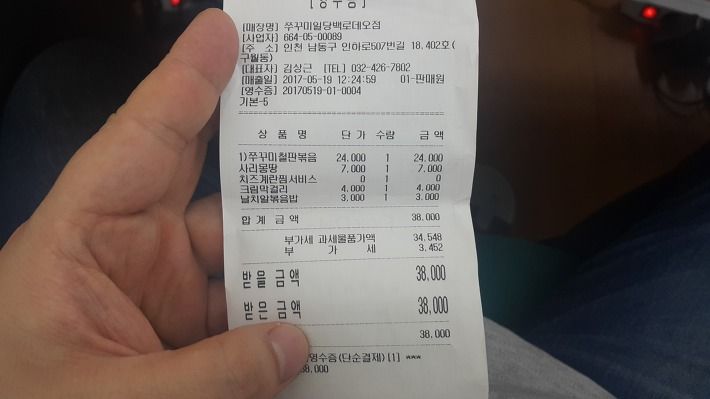 [매장명] 쭈꾸미일당백로데오점
[사업자] 664-05-00089
[주 소] 인천 남동구 인하로507번길 18,402호(
구월동)
[대표자] 김상근 [TEL] 032-426-7802
[매출일] 2017-05-19 12:24:59 01-판매원
[영수증] 20170519-01-0004
기본-5
상 품 명 단 가 수량 금 액
1)쭈꾸미철판볶음 24,000 1 24,000
사리몽땅 7,000 1 7,000
치즈계란찜서비스 0 1 0
크림막걸리 4,000 1 4,000
날치알볶음밥 3,000 1 3,000
합 계 금 액 38,000
부가세 과세물품가액 34,548
부 가 세 3,452
받을금액 38,000
받은금액 38,000
38,000
영수증(단순결제) [1] ***
38,000